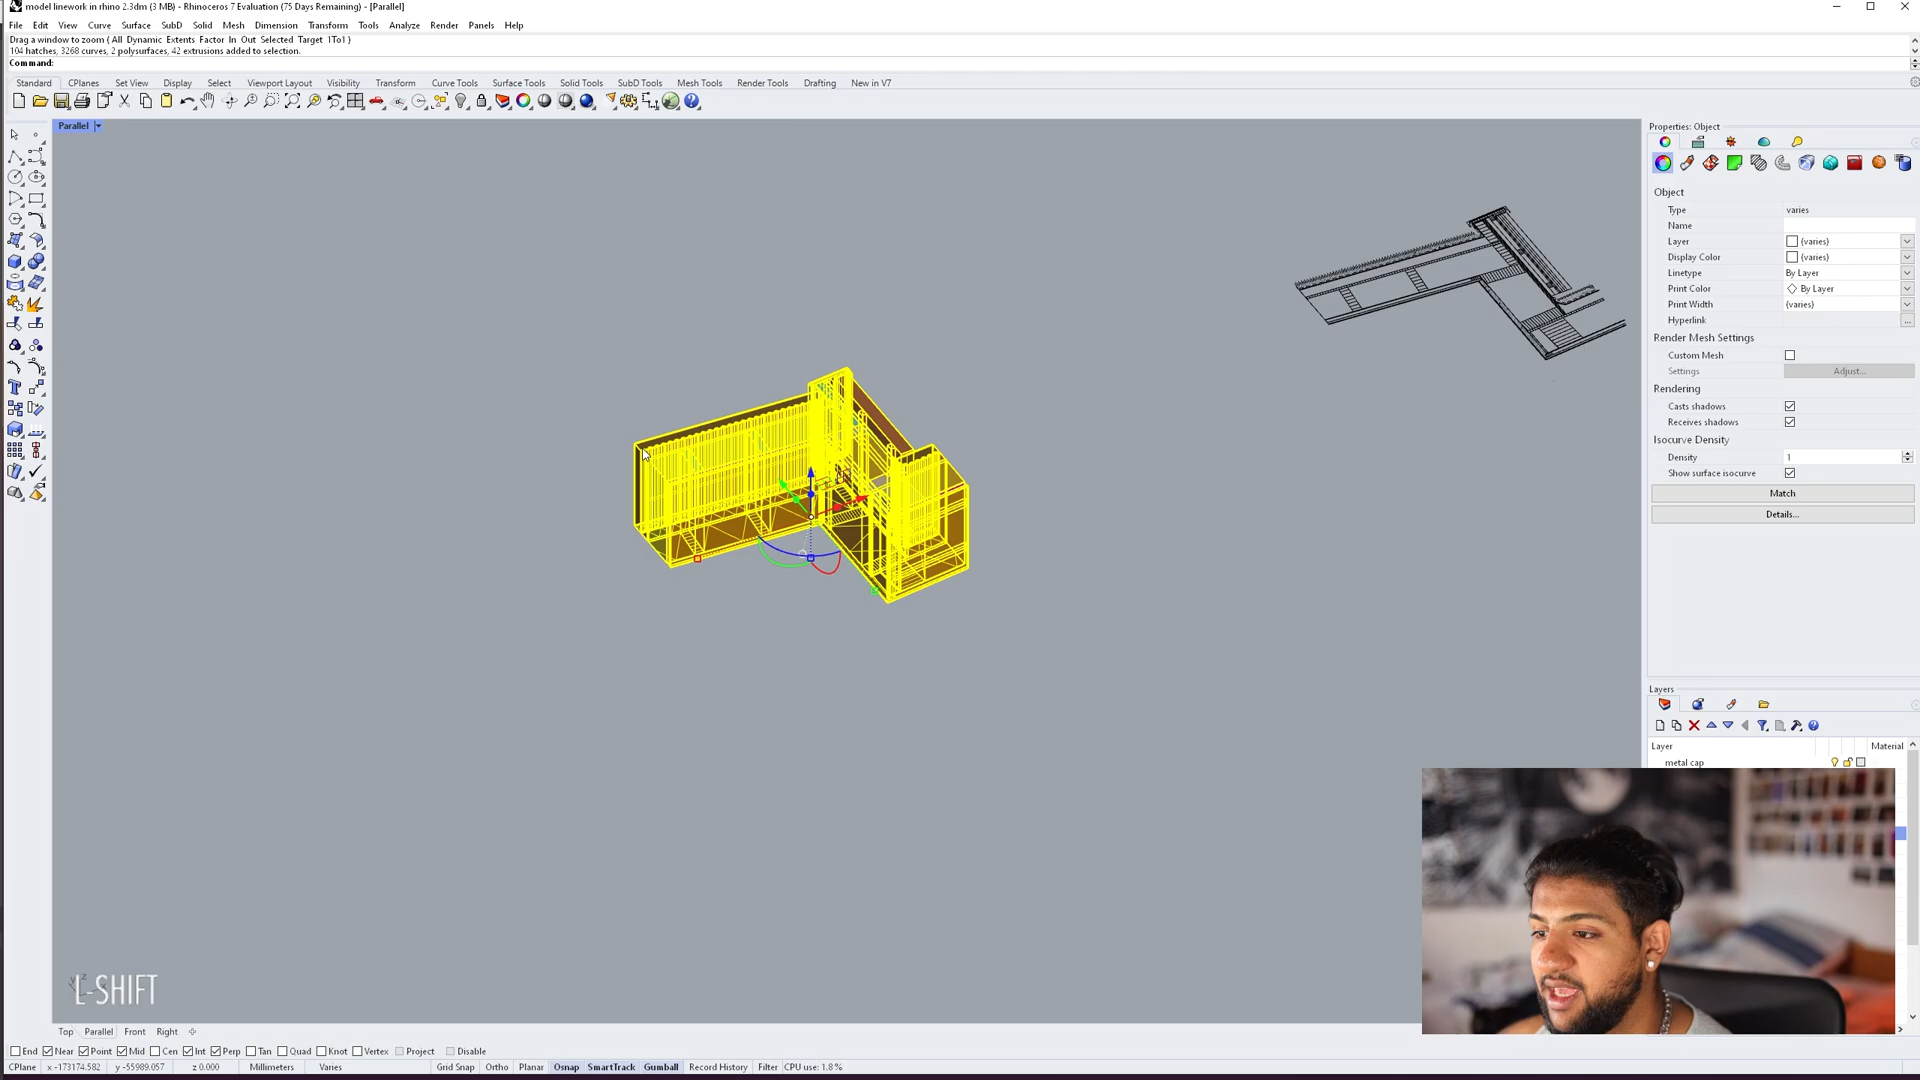 model linework in rhino 2.3dm (3 MB) - Rhinoceros 7 Evaluation (75 Days Remaining) - [Parallel]
File Edit View Curve Surface SubD Solid Mesh Dimension Transform Tools Analyze Render Panels Help
Drag a window to zoom ( All Dynamic Extents Factor In Out Selected Target 1To1 )
104 hatches, 3268 curves, 2 polysurfaces, 42 extrusions added to selection.
Command:
Standard CPlanes Set View Display Select Viewport Layout Visibility Transform Curve Tools Surface Tools Solid Tools SubD Tools Mesh Tools Render Tools Drafting New in V7
Parallel
Properties: Object
Object
Type varies
Name
Layer (varies)
Display Color (varies)
Linetype By Layer
Print Color By Layer
Print Width (varies)
Hyperlink ...
Render Mesh Settings
Custom Mesh
Settings Adjust...
Rendering
Casts shadows
Receives shadows
Isocurve Density
Density 1
Show surface isocurve
Match
Details...
Layers
Layer Material
metal cap
L-SHIFT
Top Parallel Front Right
End Near Point Mid Cen Int Perp Tan Quad Knot Vertex Project Disable
CPlane x -173174.582 y -55989.057 z 0.000 Millimeters Varies Grid Snap Ortho Planar Osnap SmartTrack Gumball Record History Filter CPU use: 1.8 %